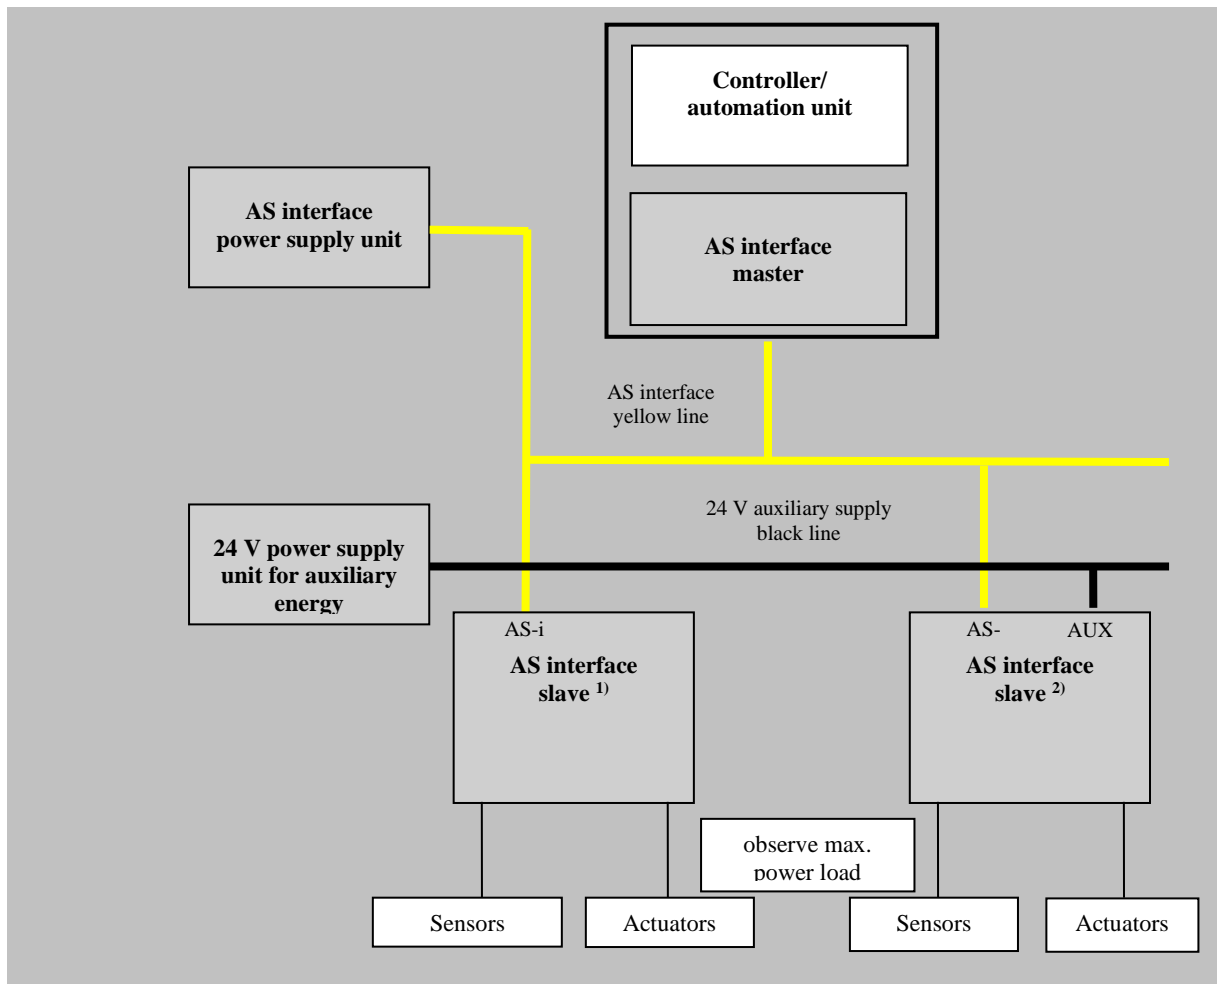 Controller/
automation unit
AS interface
power supply unit
AS interface
master
AS interface
yellow line
24 V auxiliary supply
black line
24 V power supply
unit for auxiliary
energy
AS-i
AS interface
slave 1)
AS- AUX
AS interface
slave 2)
observe max.
power load
Sensors
Actuators
Sensors
Actuators